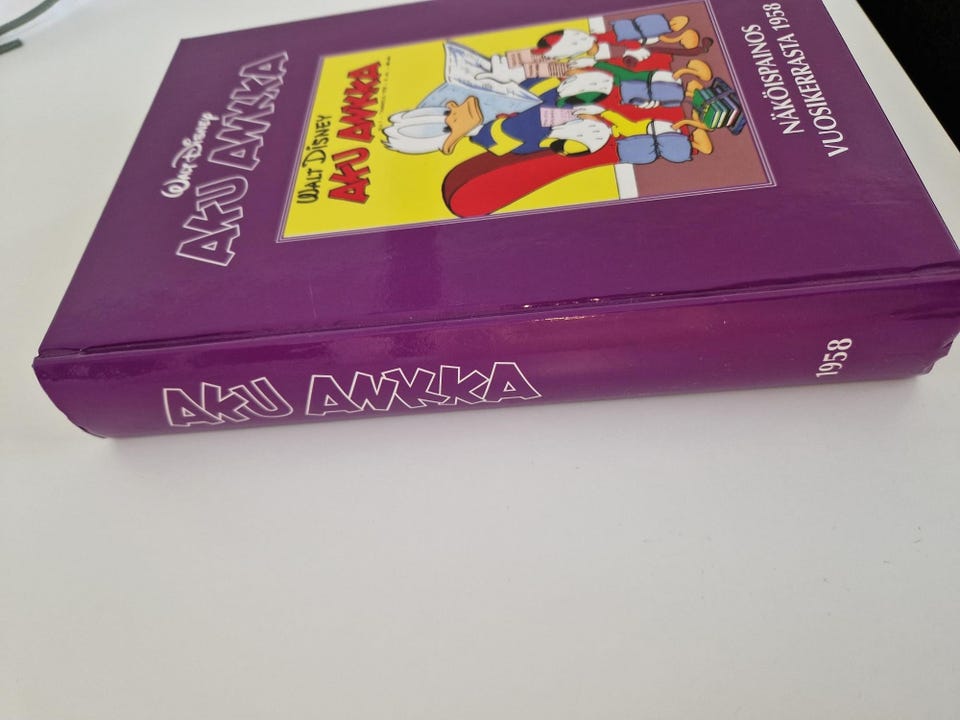 Walt Disney
AKU ANKKA
WALT DISNEY
AKU ANKKA
NÄKÖISPAINOS
VUOSIKERRASTA 1958
AKU ANKKA
1958